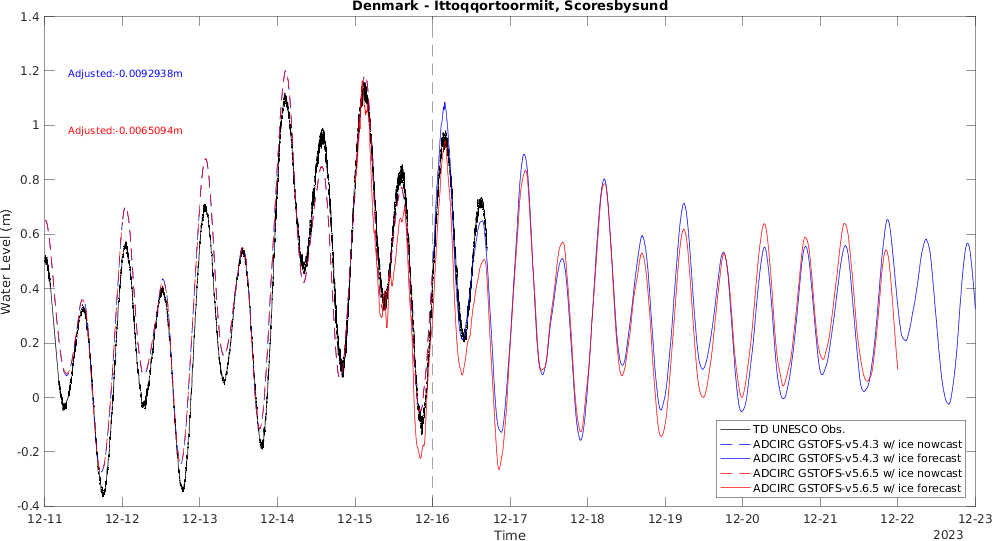 Denmark - Ittoqqortoormiit, Scoresbysund
1.4
1.2
1
0.8
0.6
0.4
0.2
0
-0.2
-0.4
Water Level (m)
Adjusted:-0.0092938m
Adjusted:-0.0065094m
TD UNESCO Obs.
ADCIRC GSTOFS-v5.4.3 w/ ice nowcast
ADCIRC GSTOFS-v5.4.3 w/ ice forecast
ADCIRC GSTOFS-v5.6.5 w/ ice nowcast
ADCIRC GSTOFS-v5.6.5 w/ ice forecast
12-11 12-12 12-13 12-14 12-15 12-16 12-17 12-18 12-19 12-20 12-21 12-22 12-23
Time
2023